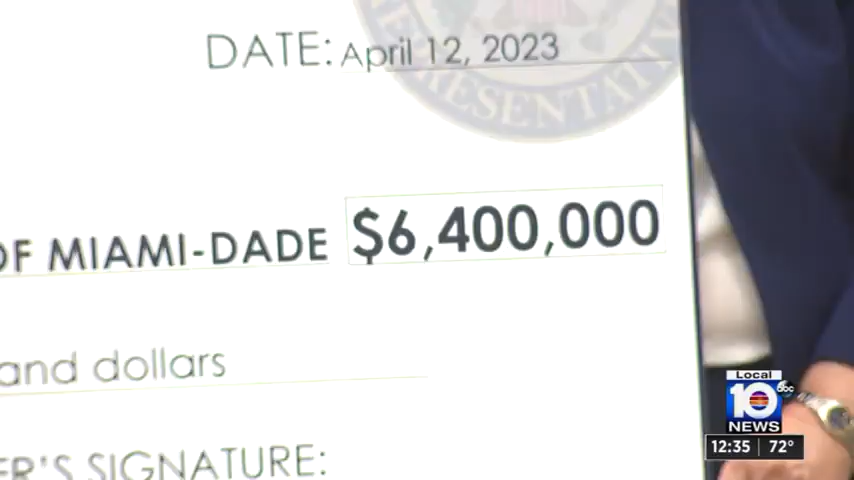 DATE: April 12, 2023
REPRESENTATIV
OF MIAMI-DADE $6,400,000
and dollars
ER'S SIGNATURE:
Local
10 abc
NEWS
12:35 72°